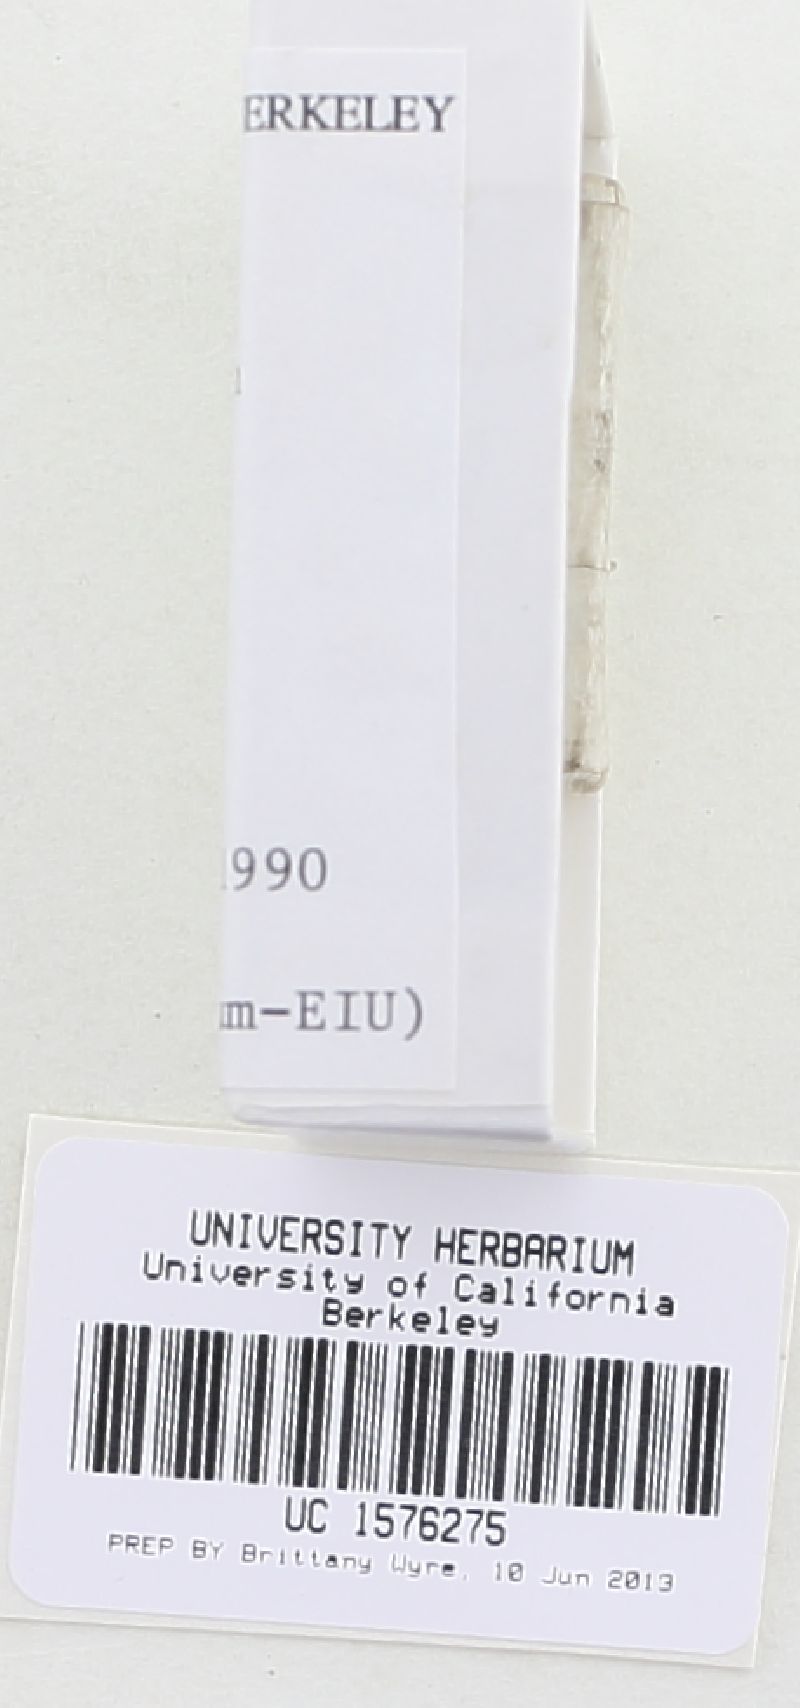 ERKELEY
990
m-EIU)
UNIVERSITY HERBARIUM
University of California
Berkeley
UC 1576275
PREP BY Brittany Wyre, 10 Jun 2013